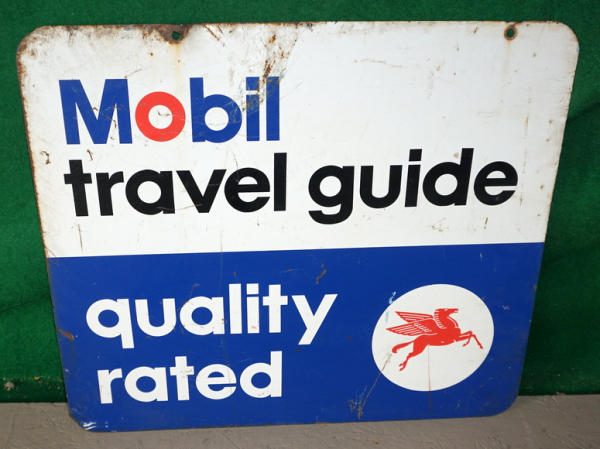 Mobil
travel guide
quality
rated